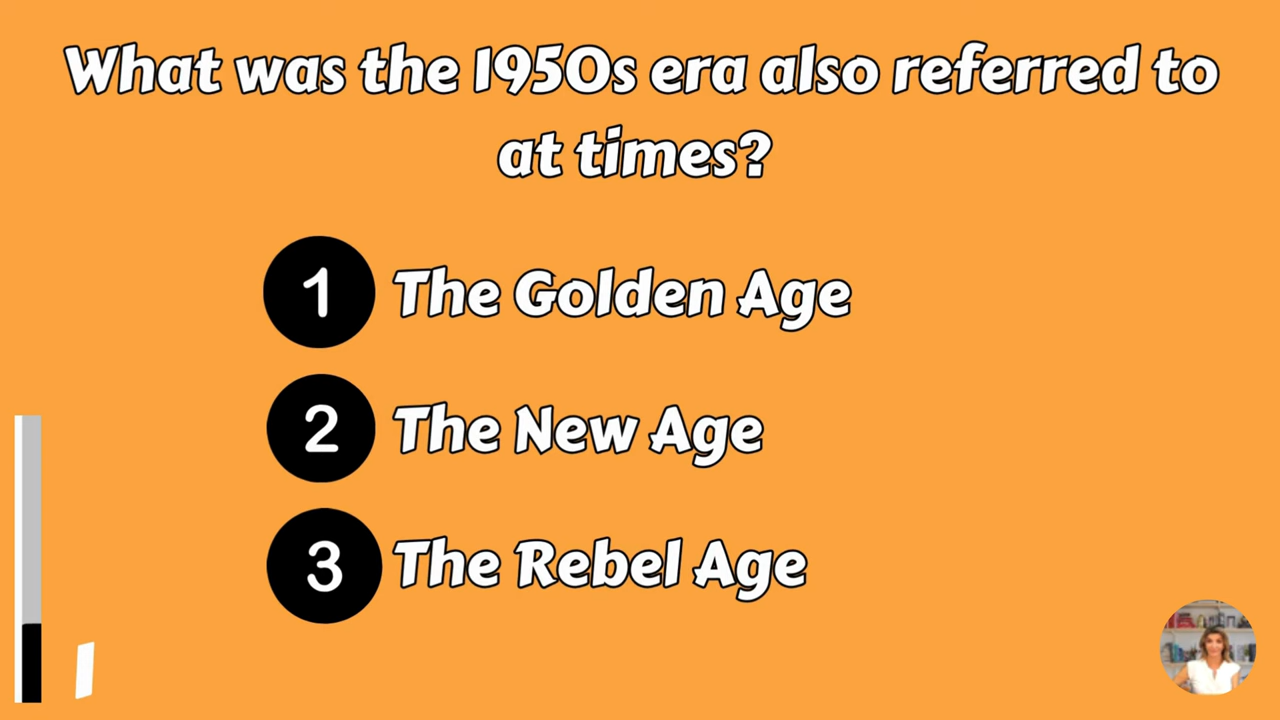 What was the 1950s era also referred to
at times?
1 The Golden Age
2 The New Age
3 The Rebel Age
1